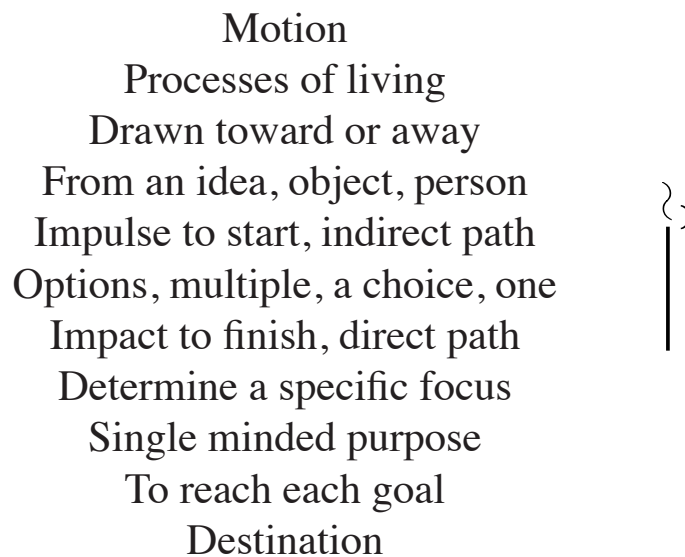 Motion
Processes of living
Drawn toward or away
From an idea, object, person
Impulse to start, indirect path
Options, multiple, a choice, one
Impact to finish, direct path
Determine a specific focus
Single minded purpose
To reach each goal
Destination